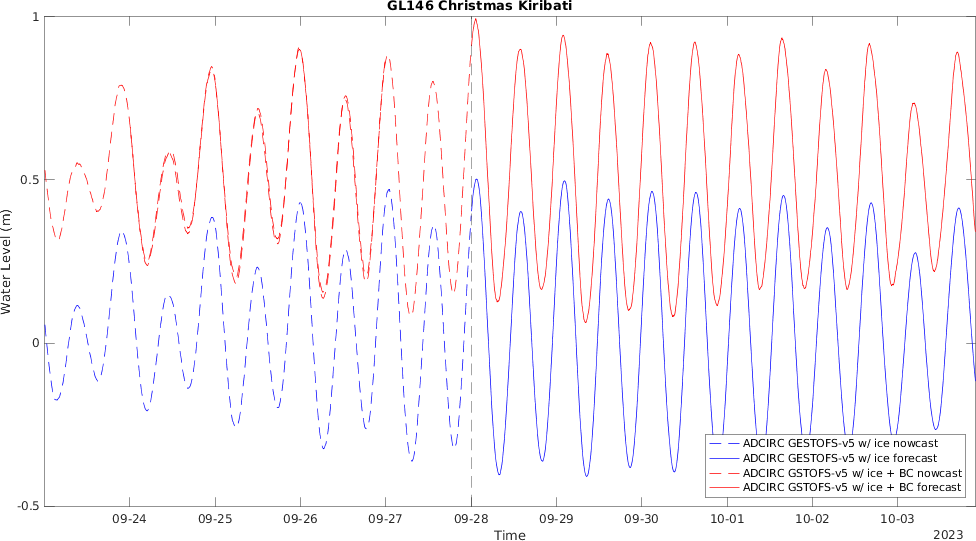 GL146 Christmas Kiribati
1
0.5
0
-0.5
Water Level (m)
ADCIRC GESTOFS-v5 w/ ice nowcast
ADCIRC GESTOFS-v5 w/ ice forecast
ADCIRC GSTOFS-v5 w/ ice + BC nowcast
ADCIRC GSTOFS-v5 w/ ice + BC forecast
09-24 09-25 09-26 09-27 09-28 09-29 09-30 10-01 10-02 10-03
Time
2023